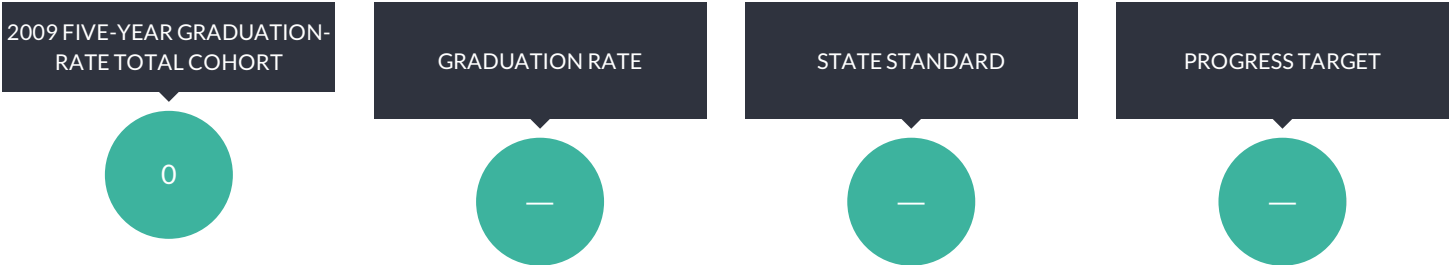 2009 FIVE-YEAR GRADUATION-
RATE TOTAL COHORT
0
GRADUATION RATE
—
STATE STANDARD
—
PROGRESS TARGET
—